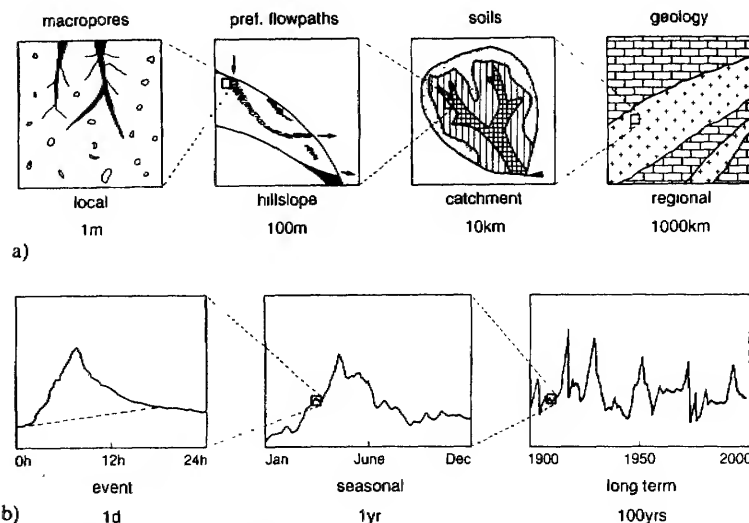 macropores pref. flowpaths soils geology
local hillslope catchment regional
1m 100m 10km 1000km
a)
0h 12h 24h Jan June Dec 1900 1950 2000
event seasonal long term
b) 1d 1yr 100yrs